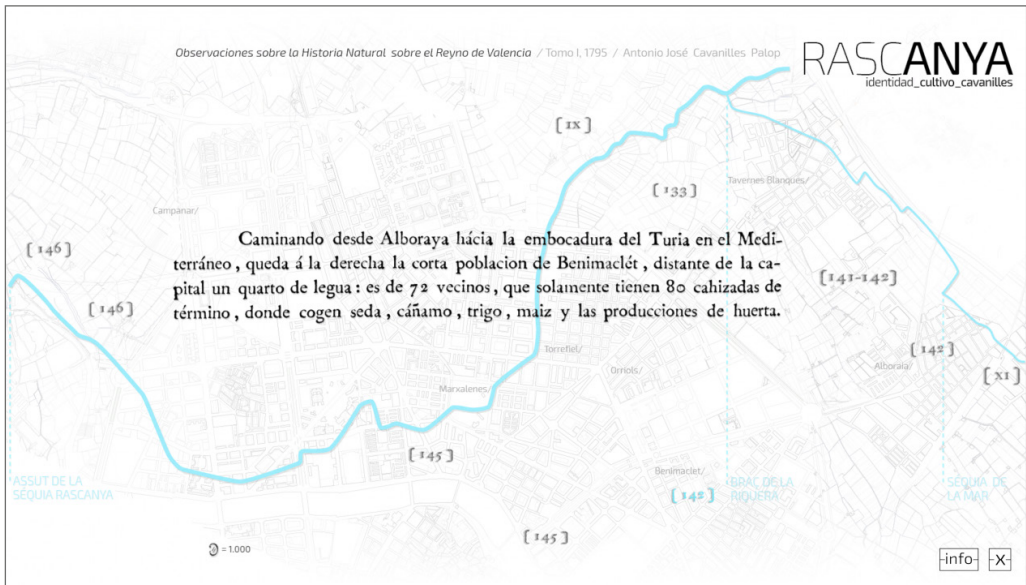 Observaciones sobre la Historia Natural sobre el Reyno de Valencia / Tomo I, 1795 / Antonio José Cavanilles Palop
RASCANYA
identidad_cultivo_cavanilles
[IX]
[133]
Tavernes Blanques/
Campanar/
[146]
Caminando desde Alboraya hácia la embocadura del Turia en el Medi-
terráneo, queda á la derecha la corta poblacion de Benimaclét, distante de la ca-
pital un quarto de legua: es de 72 vecinos, que solamente tienen 80 cahizadas de
término, donde cogen seda, cáñamo, trigo, maiz y las producciones de huerta.
[141-142]
[146]
Torrefiel/
[142]
Orriols/
Alboraia/
[XI]
Marxalenes/
[145]
Benimaclet/
ASSUT DE LA
SÉQUIA RASCANYA
[142]
BRAÇ DE LA
RIQUERA
SÉQUIA DE
LA MAR
[145]
= 1.000
-info-
-X-